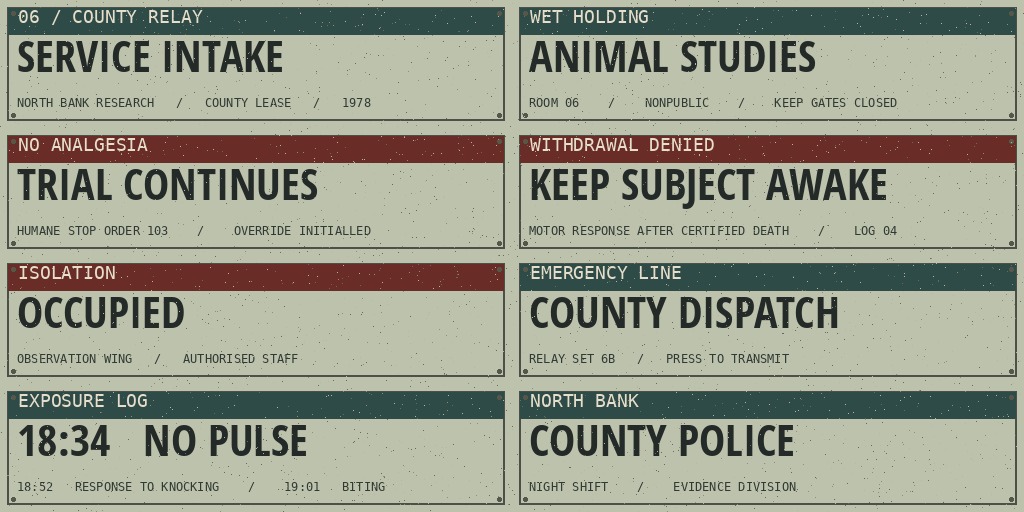 06 / COUNTY RELAY
SERVICE INTAKE
NORTH BANK RESEARCH / COUNTY LEASE / 1978
WET HOLDING
ANIMAL STUDIES
ROOM 06 / NONPUBLIC / KEEP GATES CLOSED
NO ANALGESIA
TRIAL CONTINUES
HUMANE STOP ORDER 103 / OVERRIDE INITIALLED
WITHDRAWAL DENIED
KEEP SUBJECT AWAKE
MOTOR RESPONSE AFTER CERTIFIED DEATH / LOG 04
ISOLATION
OCCUPIED
OBSERVATION WING / AUTHORISED STAFF
EMERGENCY LINE
COUNTY DISPATCH
RELAY SET 6B / PRESS TO TRANSMIT
EXPOSURE LOG
18:34 NO PULSE
18:52 RESPONSE TO KNOCKING / 19:01 BITING
NORTH BANK
COUNTY POLICE
NIGHT SHIFT / EVIDENCE DIVISION